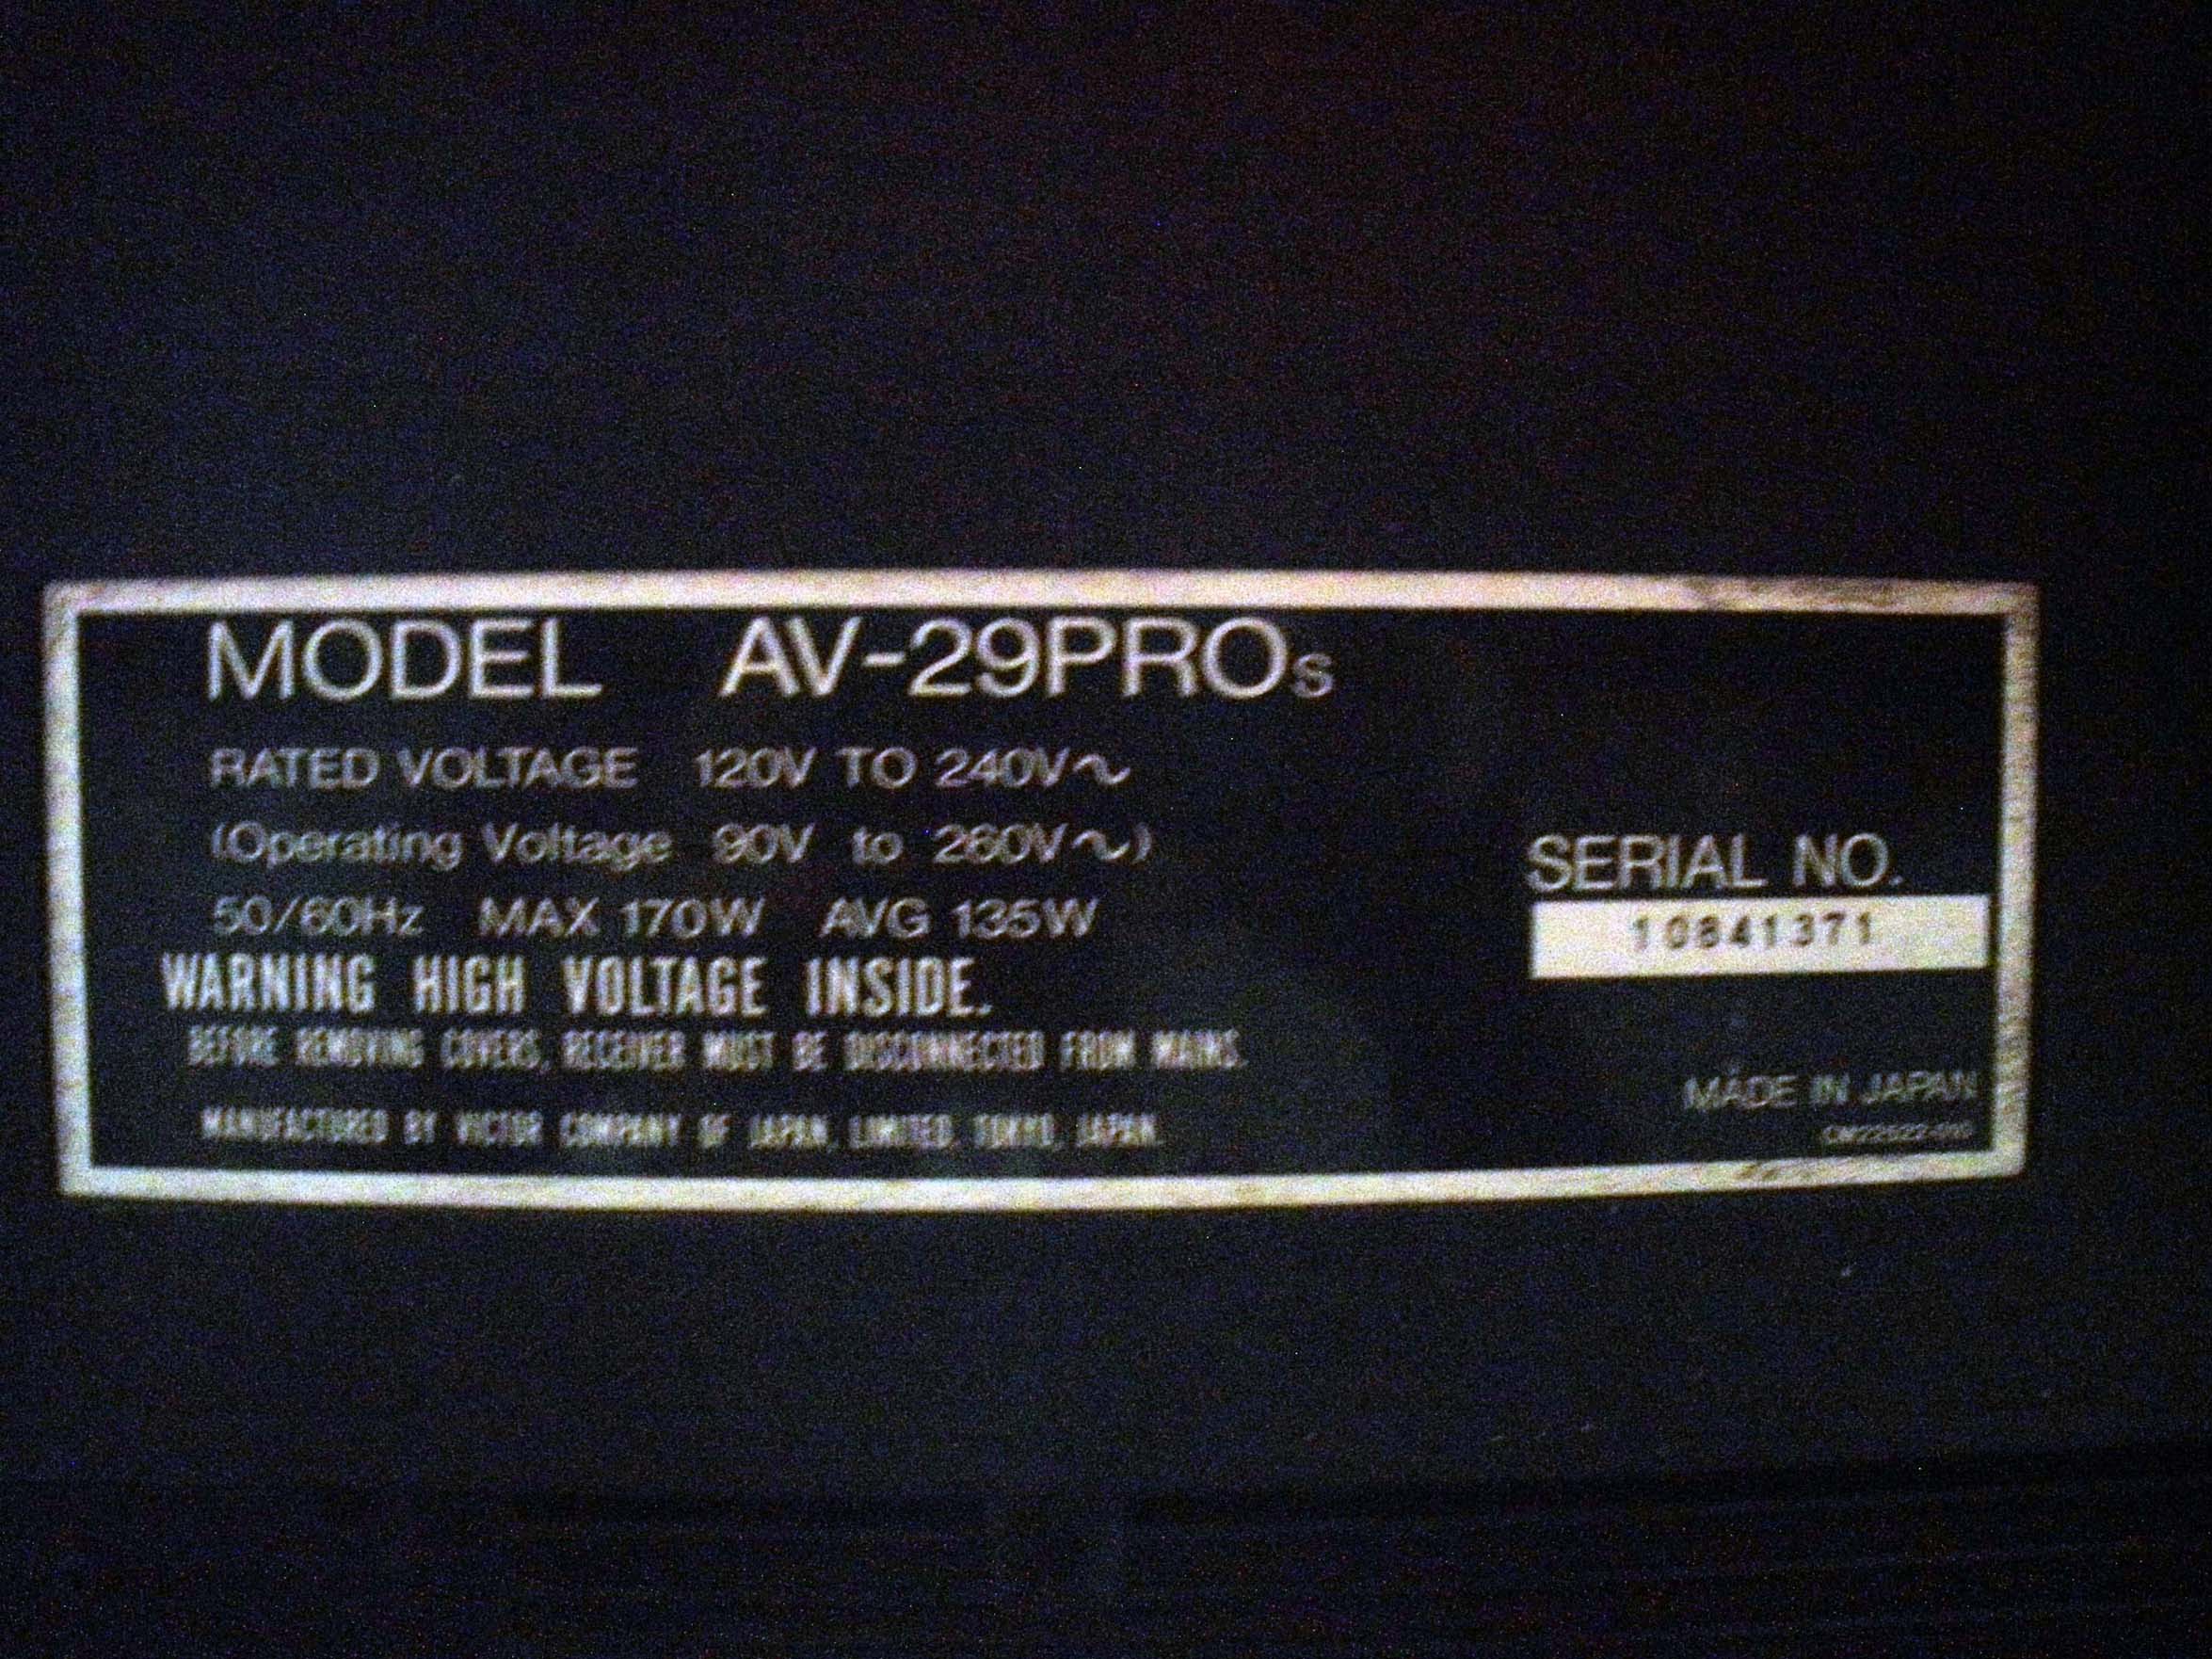 MODEL AV-29PROs
RATED VOLTAGE 120V TO 240V~
(Operating Voltage 90V to 260V~)
50/60Hz MAX 170W AVG 135W
WARNING HIGH VOLTAGE INSIDE.
BEFORE REMOVING COVERS, RECEIVER MUST BE DISCONNECTED FROM MAINS.
MANUFACTURED BY VICTOR COMPANY OF JAPAN, LIMITED. TOKYO, JAPAN.
SERIAL NO.
10841371
MADE IN JAPAN